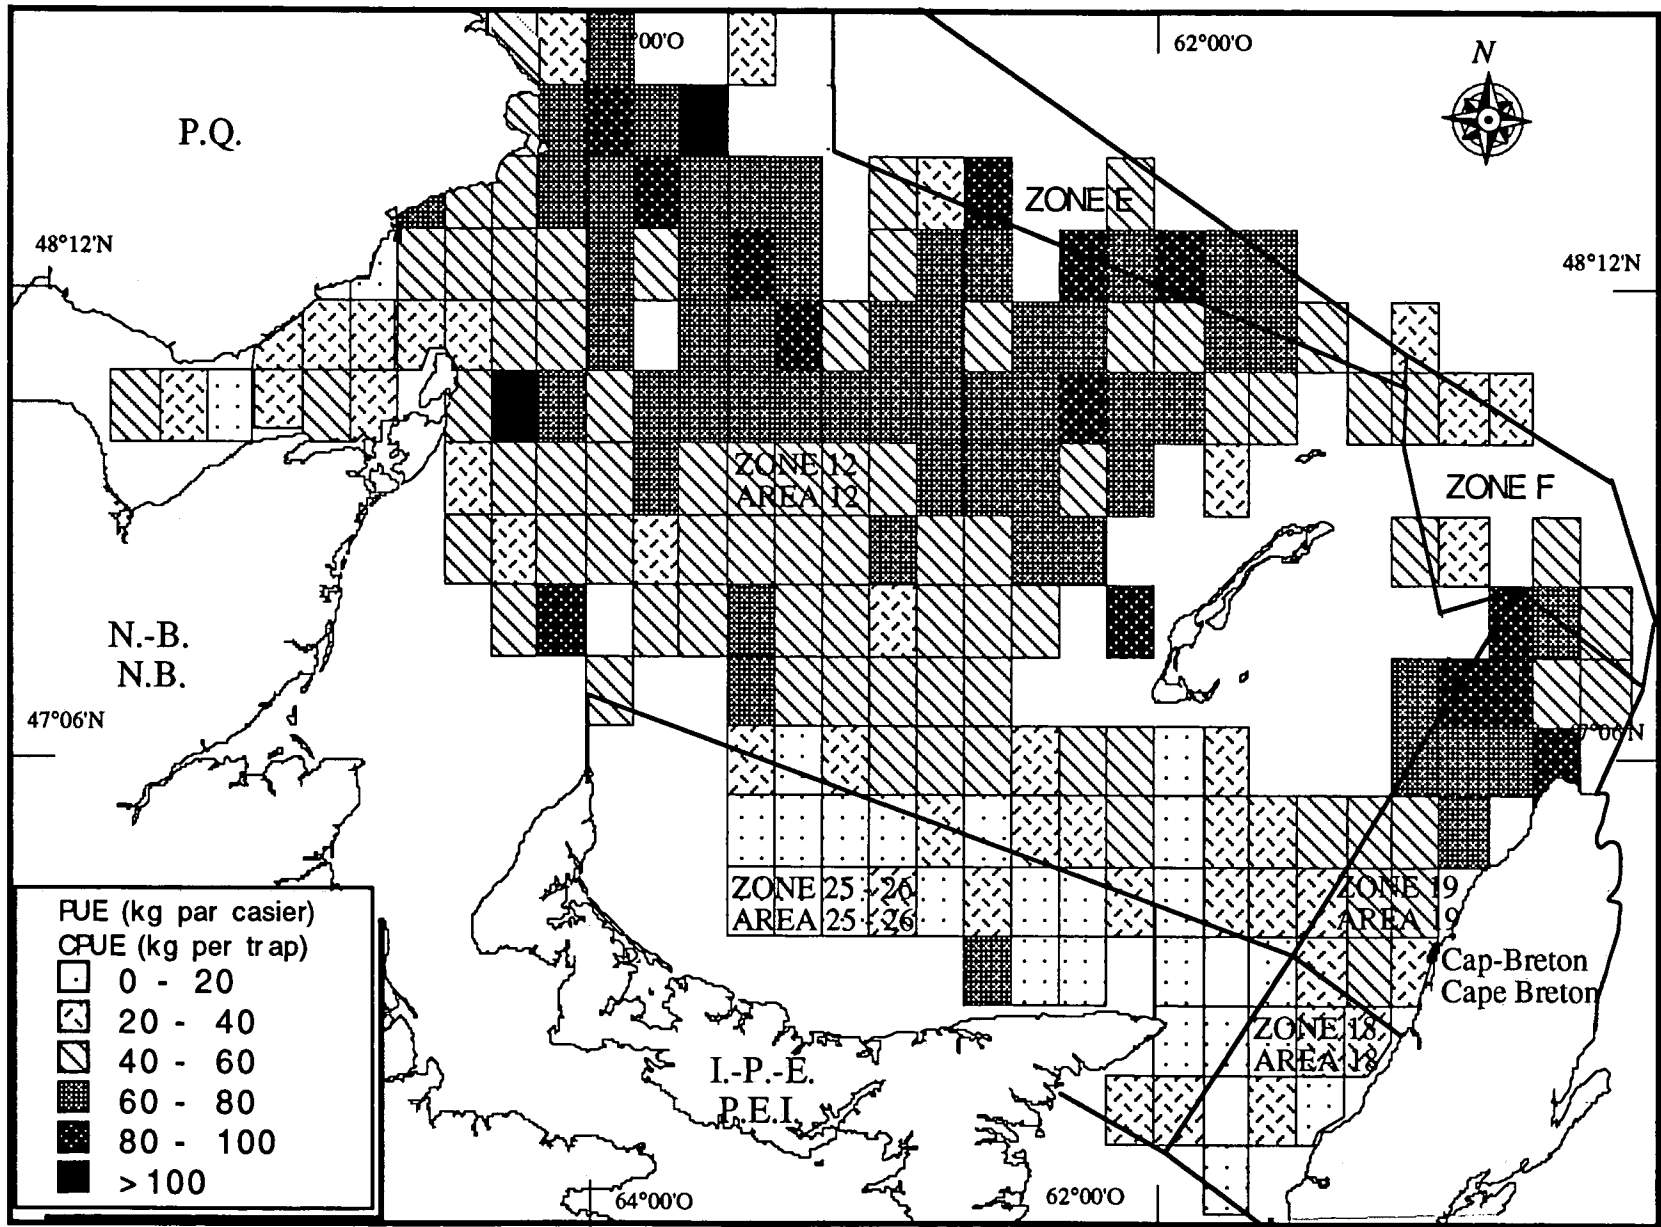 °00'O
62°00'O
N
P.Q.
ZONE E
48°12'N
48°12'N
ZONE 12
AREA 12
ZONE F
N.-B.
N.B.
47°06'N
47°06'N
ZONE 25 - 26
AREA 25 - 26
ZONE 19
AREA 19
PUE (kg par casier)
CPUE (kg per trap)
0 - 20
20 - 40
40 - 60
60 - 80
80 - 100
>100
Cap-Breton
Cape Breton
ZONE 18
AREA 18
I.-P.-E.
P.E.I.
64°00'O
62°00'O